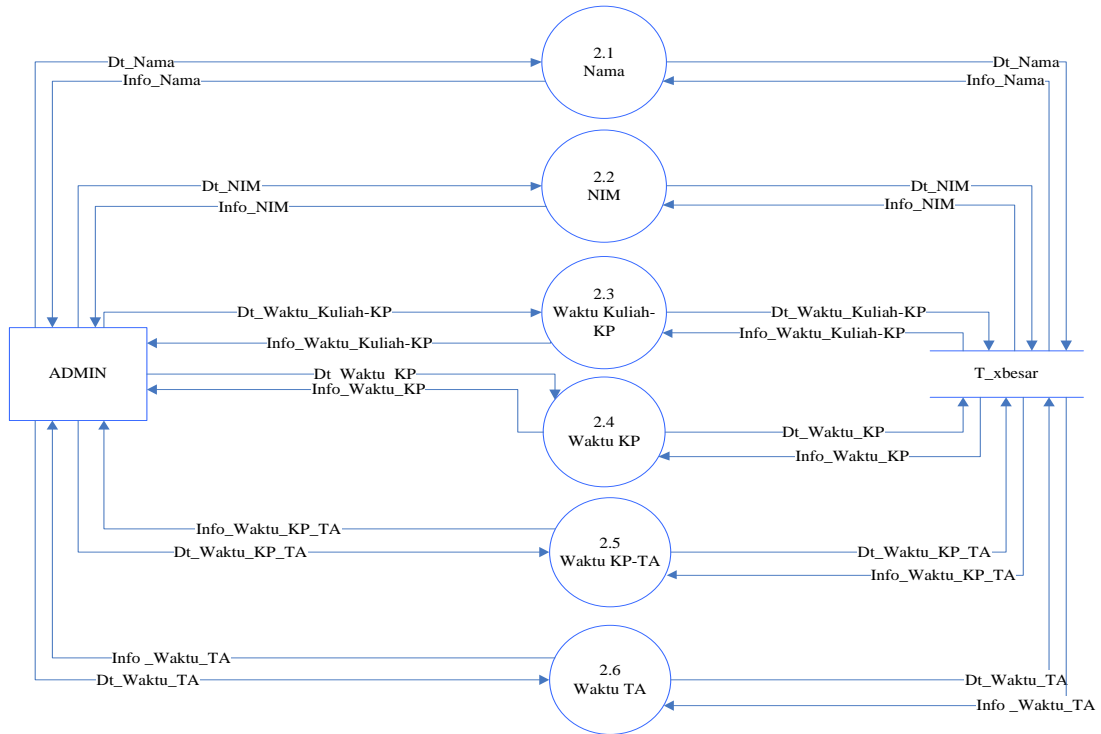 2.1
Nama
Dt_Nama
Info_Nama
Dt_Nama
Info_Nama
2.2
NIM
Dt_NIM
Info_NIM
Dt_NIM
Info_NIM
2.3
Waktu Kuliah-
KP
Dt_Waktu_Kuliah-KP
Info_Waktu_Kuliah-KP
Dt_Waktu_Kuliah-KP
Info_Waktu_Kuliah-KP
ADMIN
T_xbesar
Dt_Waktu_KP
Info_Waktu_KP
2.4
Waktu KP
Dt_Waktu_KP
Info_Waktu_KP
Info_Waktu_KP_TA
Dt_Waktu_KP_TA
2.5
Waktu KP-TA
Dt_Waktu_KP_TA
Info_Waktu_KP_TA
Info _Waktu_TA
Dt_Waktu_TA
2.6
Waktu TA
Dt_Waktu_TA
Info _Waktu_TA